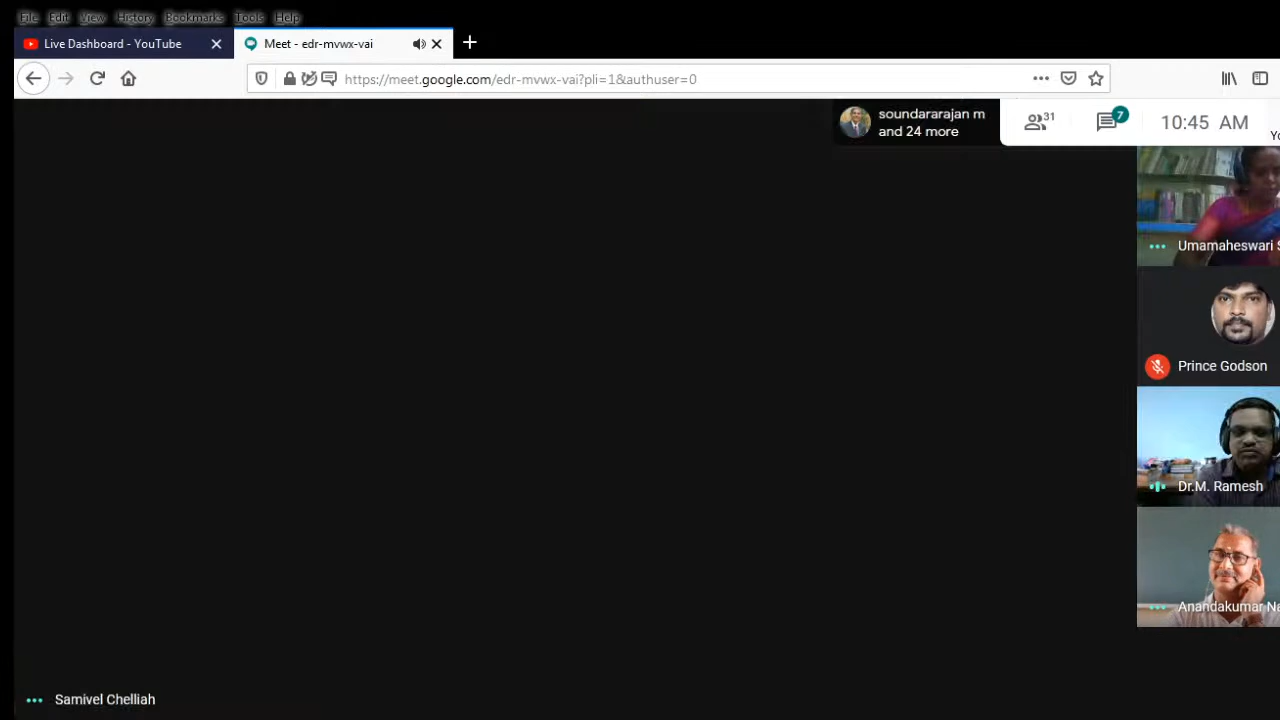 File Edit View History Bookmarks Tools Help
Live Dashboard - YouTube
Meet - edr-mvwx-vai
https://meet.google.com/edr-mvwx-vai?pli=1&authuser=0
soundararajan m
and 24 more
31
7
10:45 AM
Umamaheswari
Prince Godson
Dr.M. Ramesh
Anandakumar
Samivel Chelliah